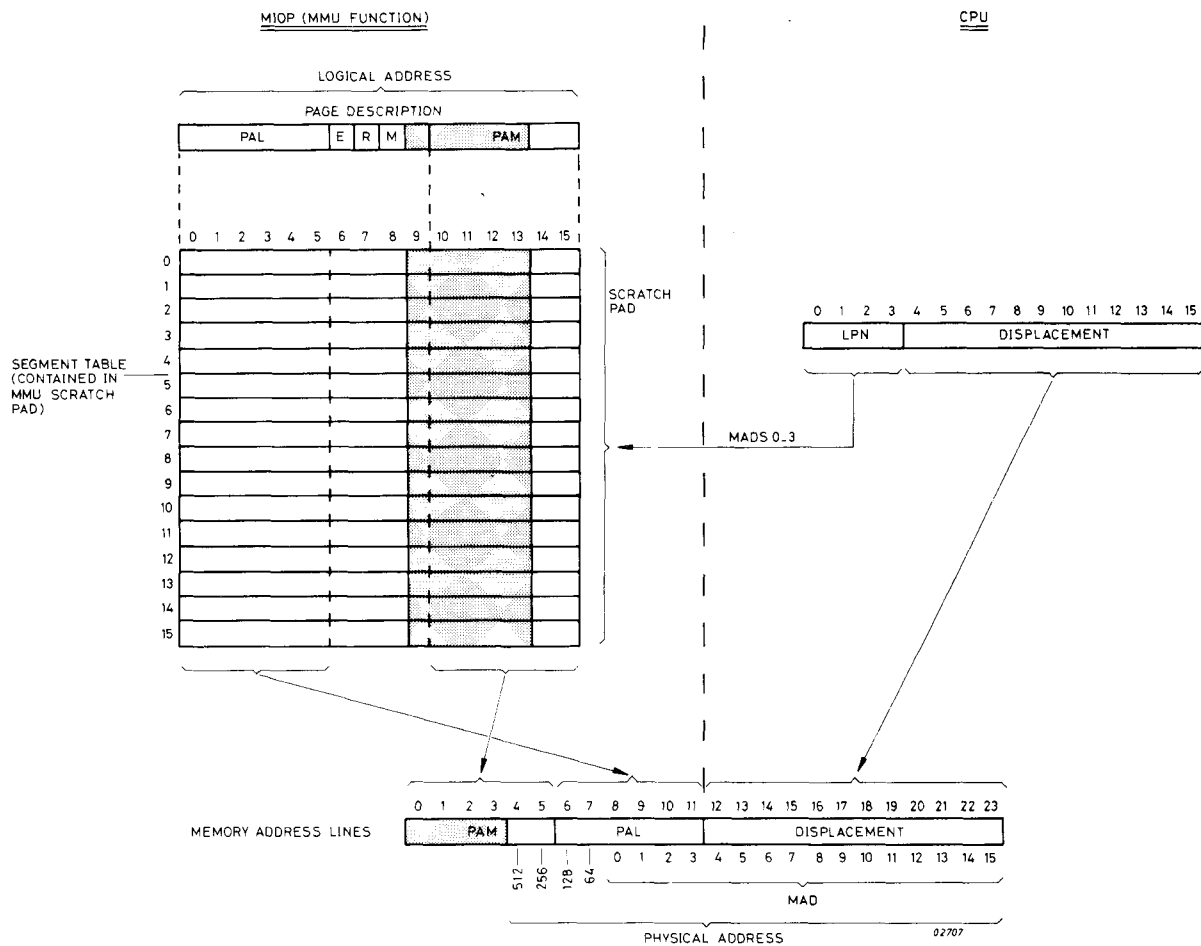 MIOP (MMU FUNCTION)
CPU
LOGICAL ADDRESS
PAGE DESCRIPTION
PAL E R M PAM
0 1 2 3 4 5 6 7 8 9 10 11 12 13 14 15
0
1
2
3
4
5
6
7
8
9
10
11
12
13
14
15
SEGMENT TABLE
(CONTAINED IN
MMU SCRATCH
PAD)
SCRATCH
PAD
0 1 2 3 4 5 6 7 8 9 10 11 12 13 14 15
LPN DISPLACEMENT
MADS 0_3
0 1 2 3 4 5 6 7 8 9 10 11 12 13 14 15 16 17 18 19 20 21 22 23
MEMORY ADDRESS LINES PAM PAL DISPLACEMENT
512 256 128 64 0 1 2 3 4 5 6 7 8 9 10 11 12 13 14 15
MAD
PHYSICAL ADDRESS
02707